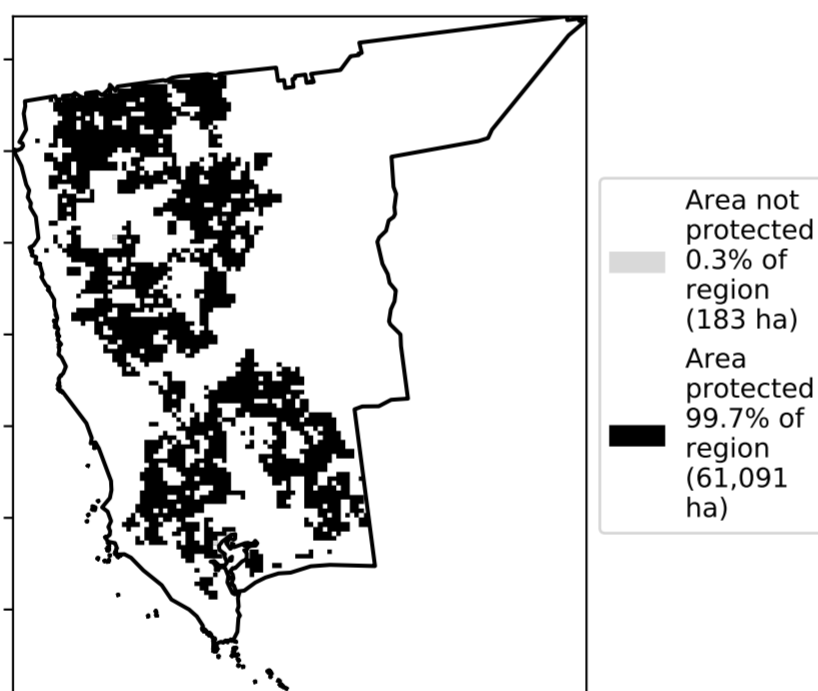 Area not
protected
0.3% of
region
(183 ha)
Area
protected
99.7% of
region
(61,091
ha)